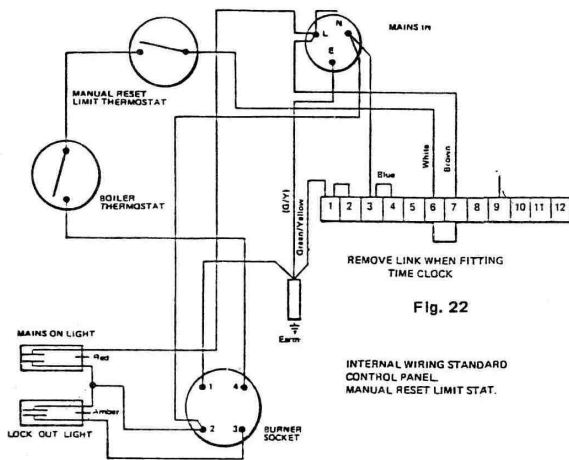 L
N
E
MAINS IN
MANUAL RESET
LIMIT THERMOSTAT
BOILER
THERMOSTAT
White
Brown
Blue
(G/Y)
Green/Yellow
1 2 3 4 5 6 7 8 9 10 11 12
REMOVE LINK WHEN FITTING
TIME CLOCK
Fig. 22
Earth
MAINS ON LIGHT
Red
Amber
LOCK OUT LIGHT
1 4
2 3
BURNER
SOCKET
INTERNAL WIRING STANDARD
CONTROL PANEL.
MANUAL RESET LIMIT STAT.